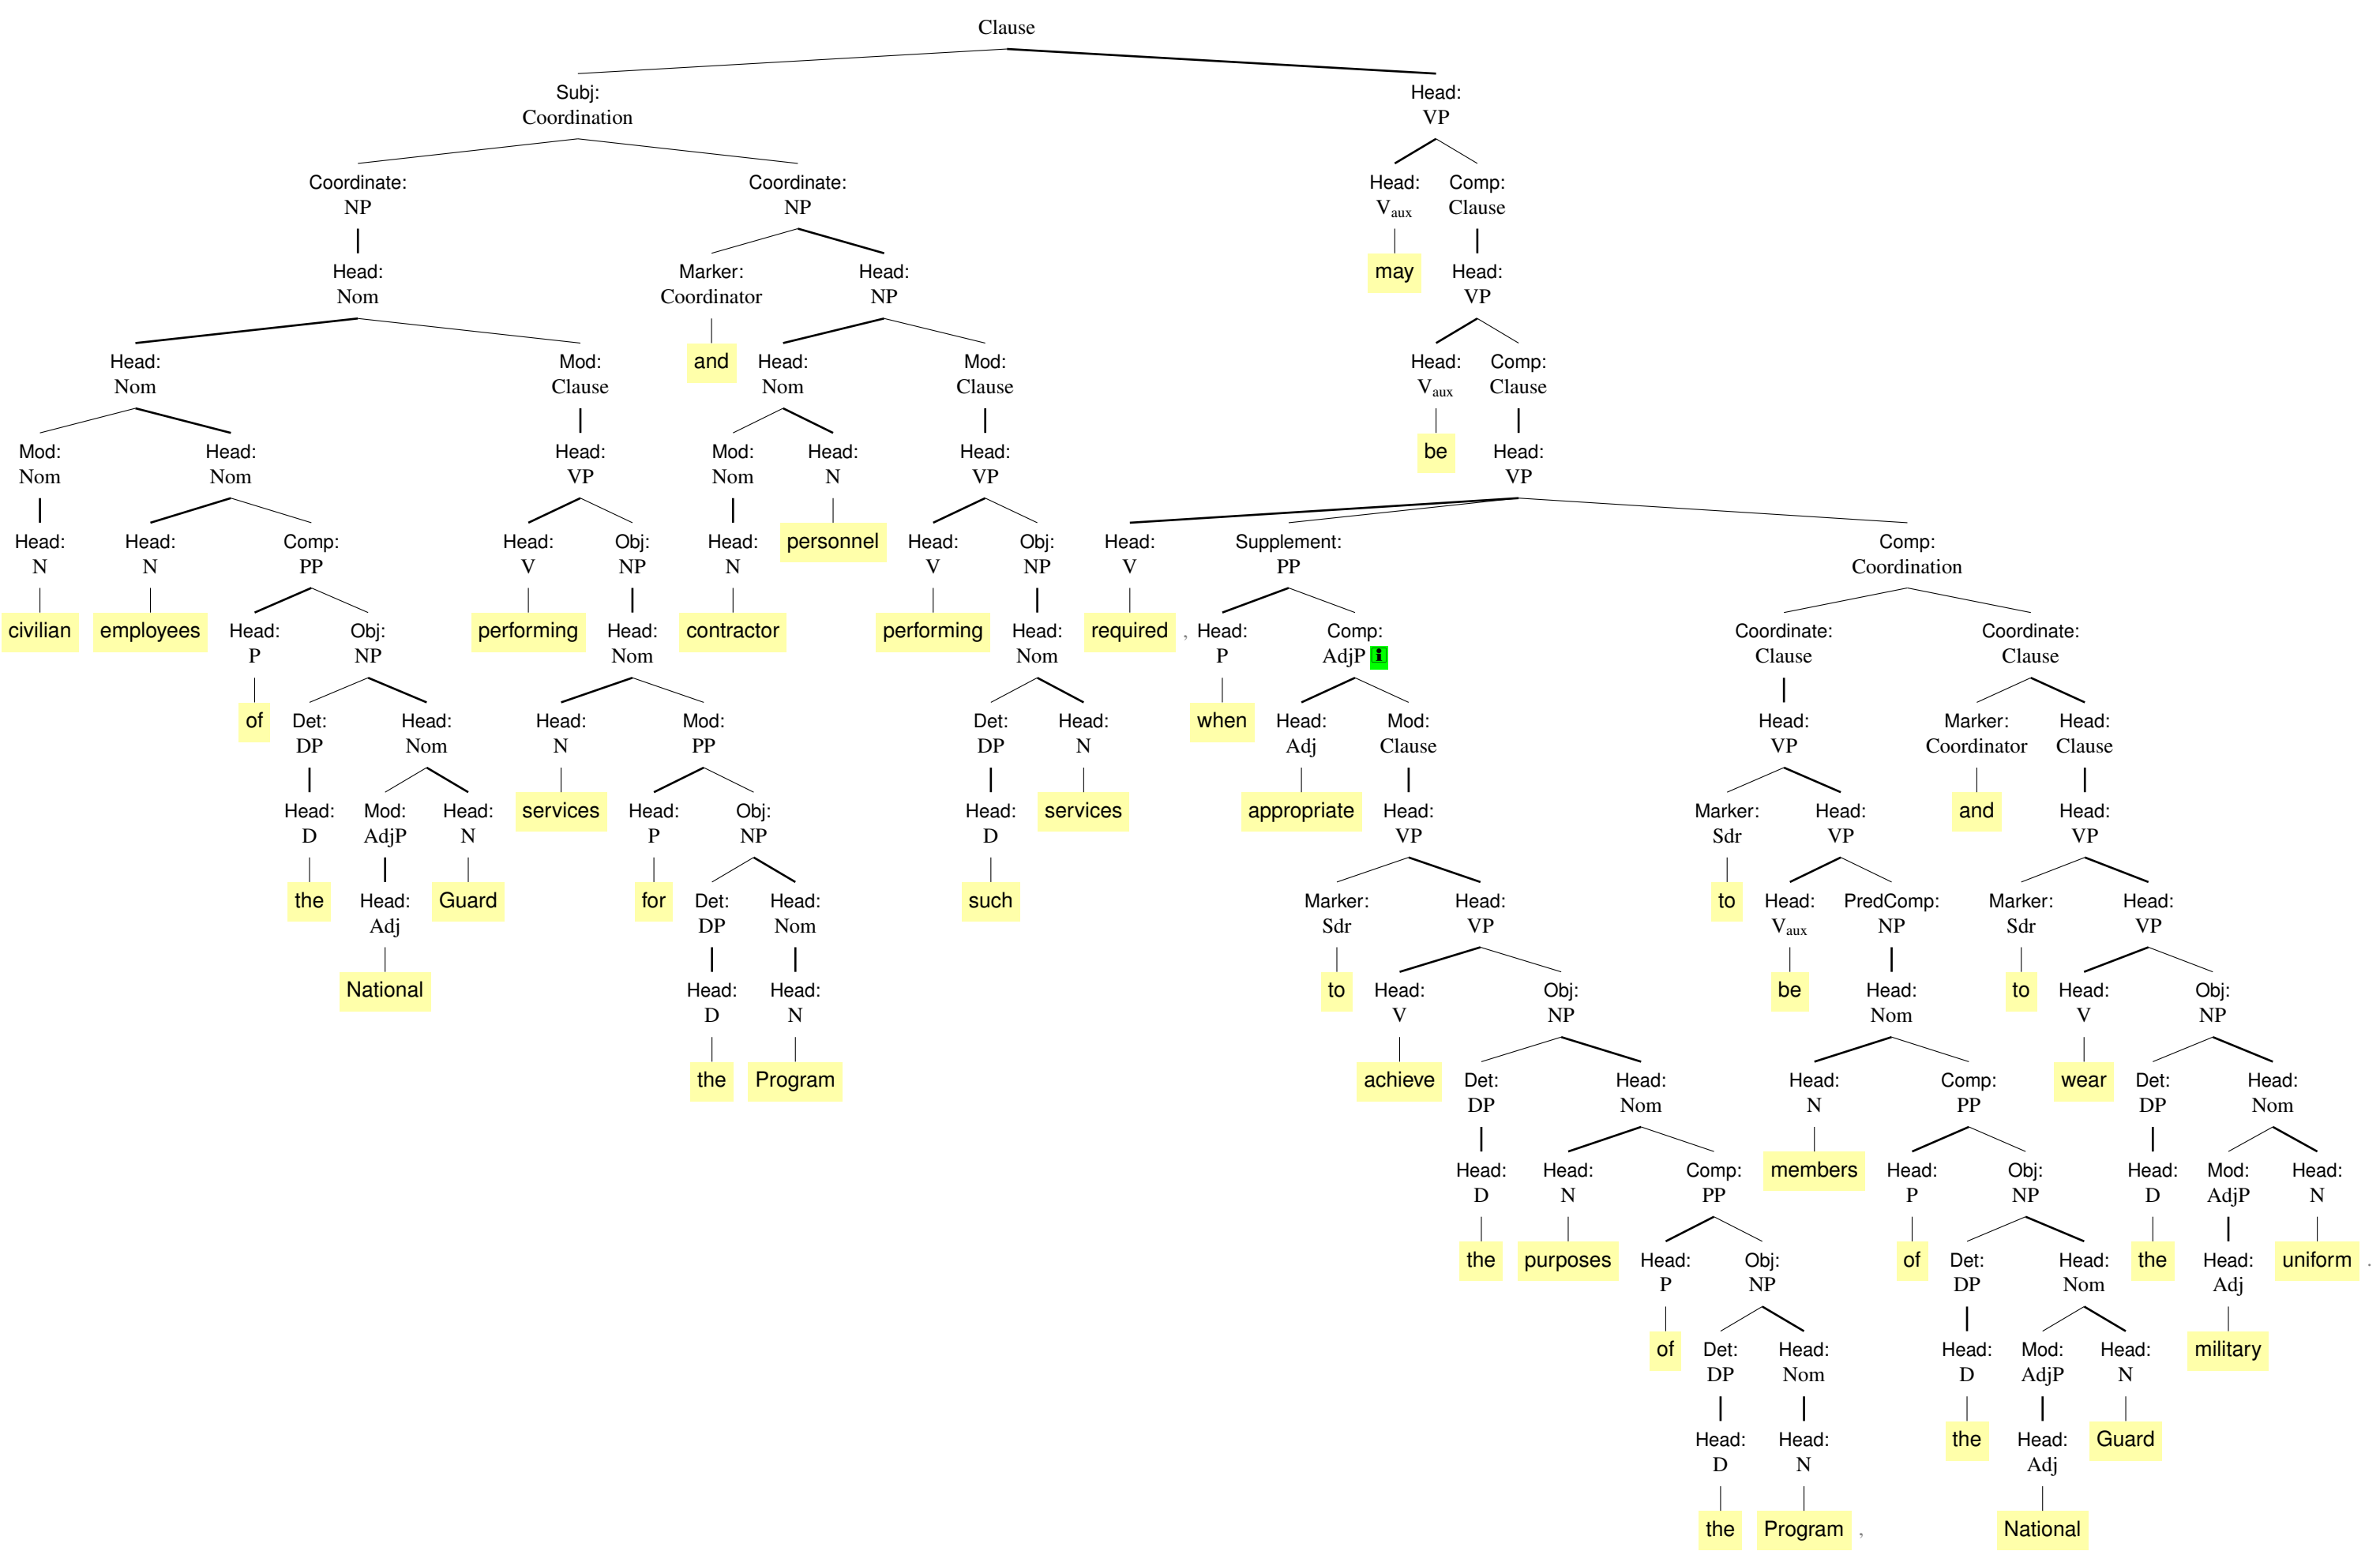 Clause
Subj: Head:
Coordination VP
Coordinate: Coordinate: Head: Comp:
NP NP Vaux Clause
Head: Marker: Head: may Head:
Nom Coordinator NP VP
Head: Mod: and Head: Mod: Head: Comp:
Nom Clause Nom Clause Vaux Clause
Mod: Head: Head: Mod: Head: Head: be Head:
Nom Nom VP Nom N VP VP
Head: Head: Comp: Head: Obj: Head: personnel Head: Obj: Head: Supplement: Comp:
N N PP V NP N V NP V PP Coordination
civilian employees Head: Obj: performing Head: contractor performing Head: required , Head: Comp: Coordinate: Coordinate:
P NP Nom Nom P AdjP i Clause Clause
of Det: Head: Head: Mod: Det: Head: when Head: Mod: Head: Marker: Head:
DP Nom N PP DP N Adj Clause VP Coordinator Clause
Head: Mod: Head: services Head: Obj: Head: services appropriate Head: Marker: Head: and Head:
D AdjP N P NP D VP Sdr VP VP
the Head: Guard for Det: Head: such Marker: Head: to Head: PredComp: Marker: Head:
Adj DP Nom Sdr VP Vaux NP Sdr VP
National Head: Head: to Head: Obj: be Head: to Head: Obj:
D N V NP Nom V NP
the Program achieve Det: Head: Head: Comp: wear Det: Head:
DP Nom N PP DP Nom
Head: Head: Comp: members Head: Obj: Head: Mod: Head:
D N PP P NP D AdjP N
the purposes Head: Obj: of Det: Head: the Head: uniform .
P NP DP Nom Adj
of Det: Head: Head: Mod: Head: military
DP Nom D AdjP N
Head: Head: the Head: Guard
D N Adj
the Program , National